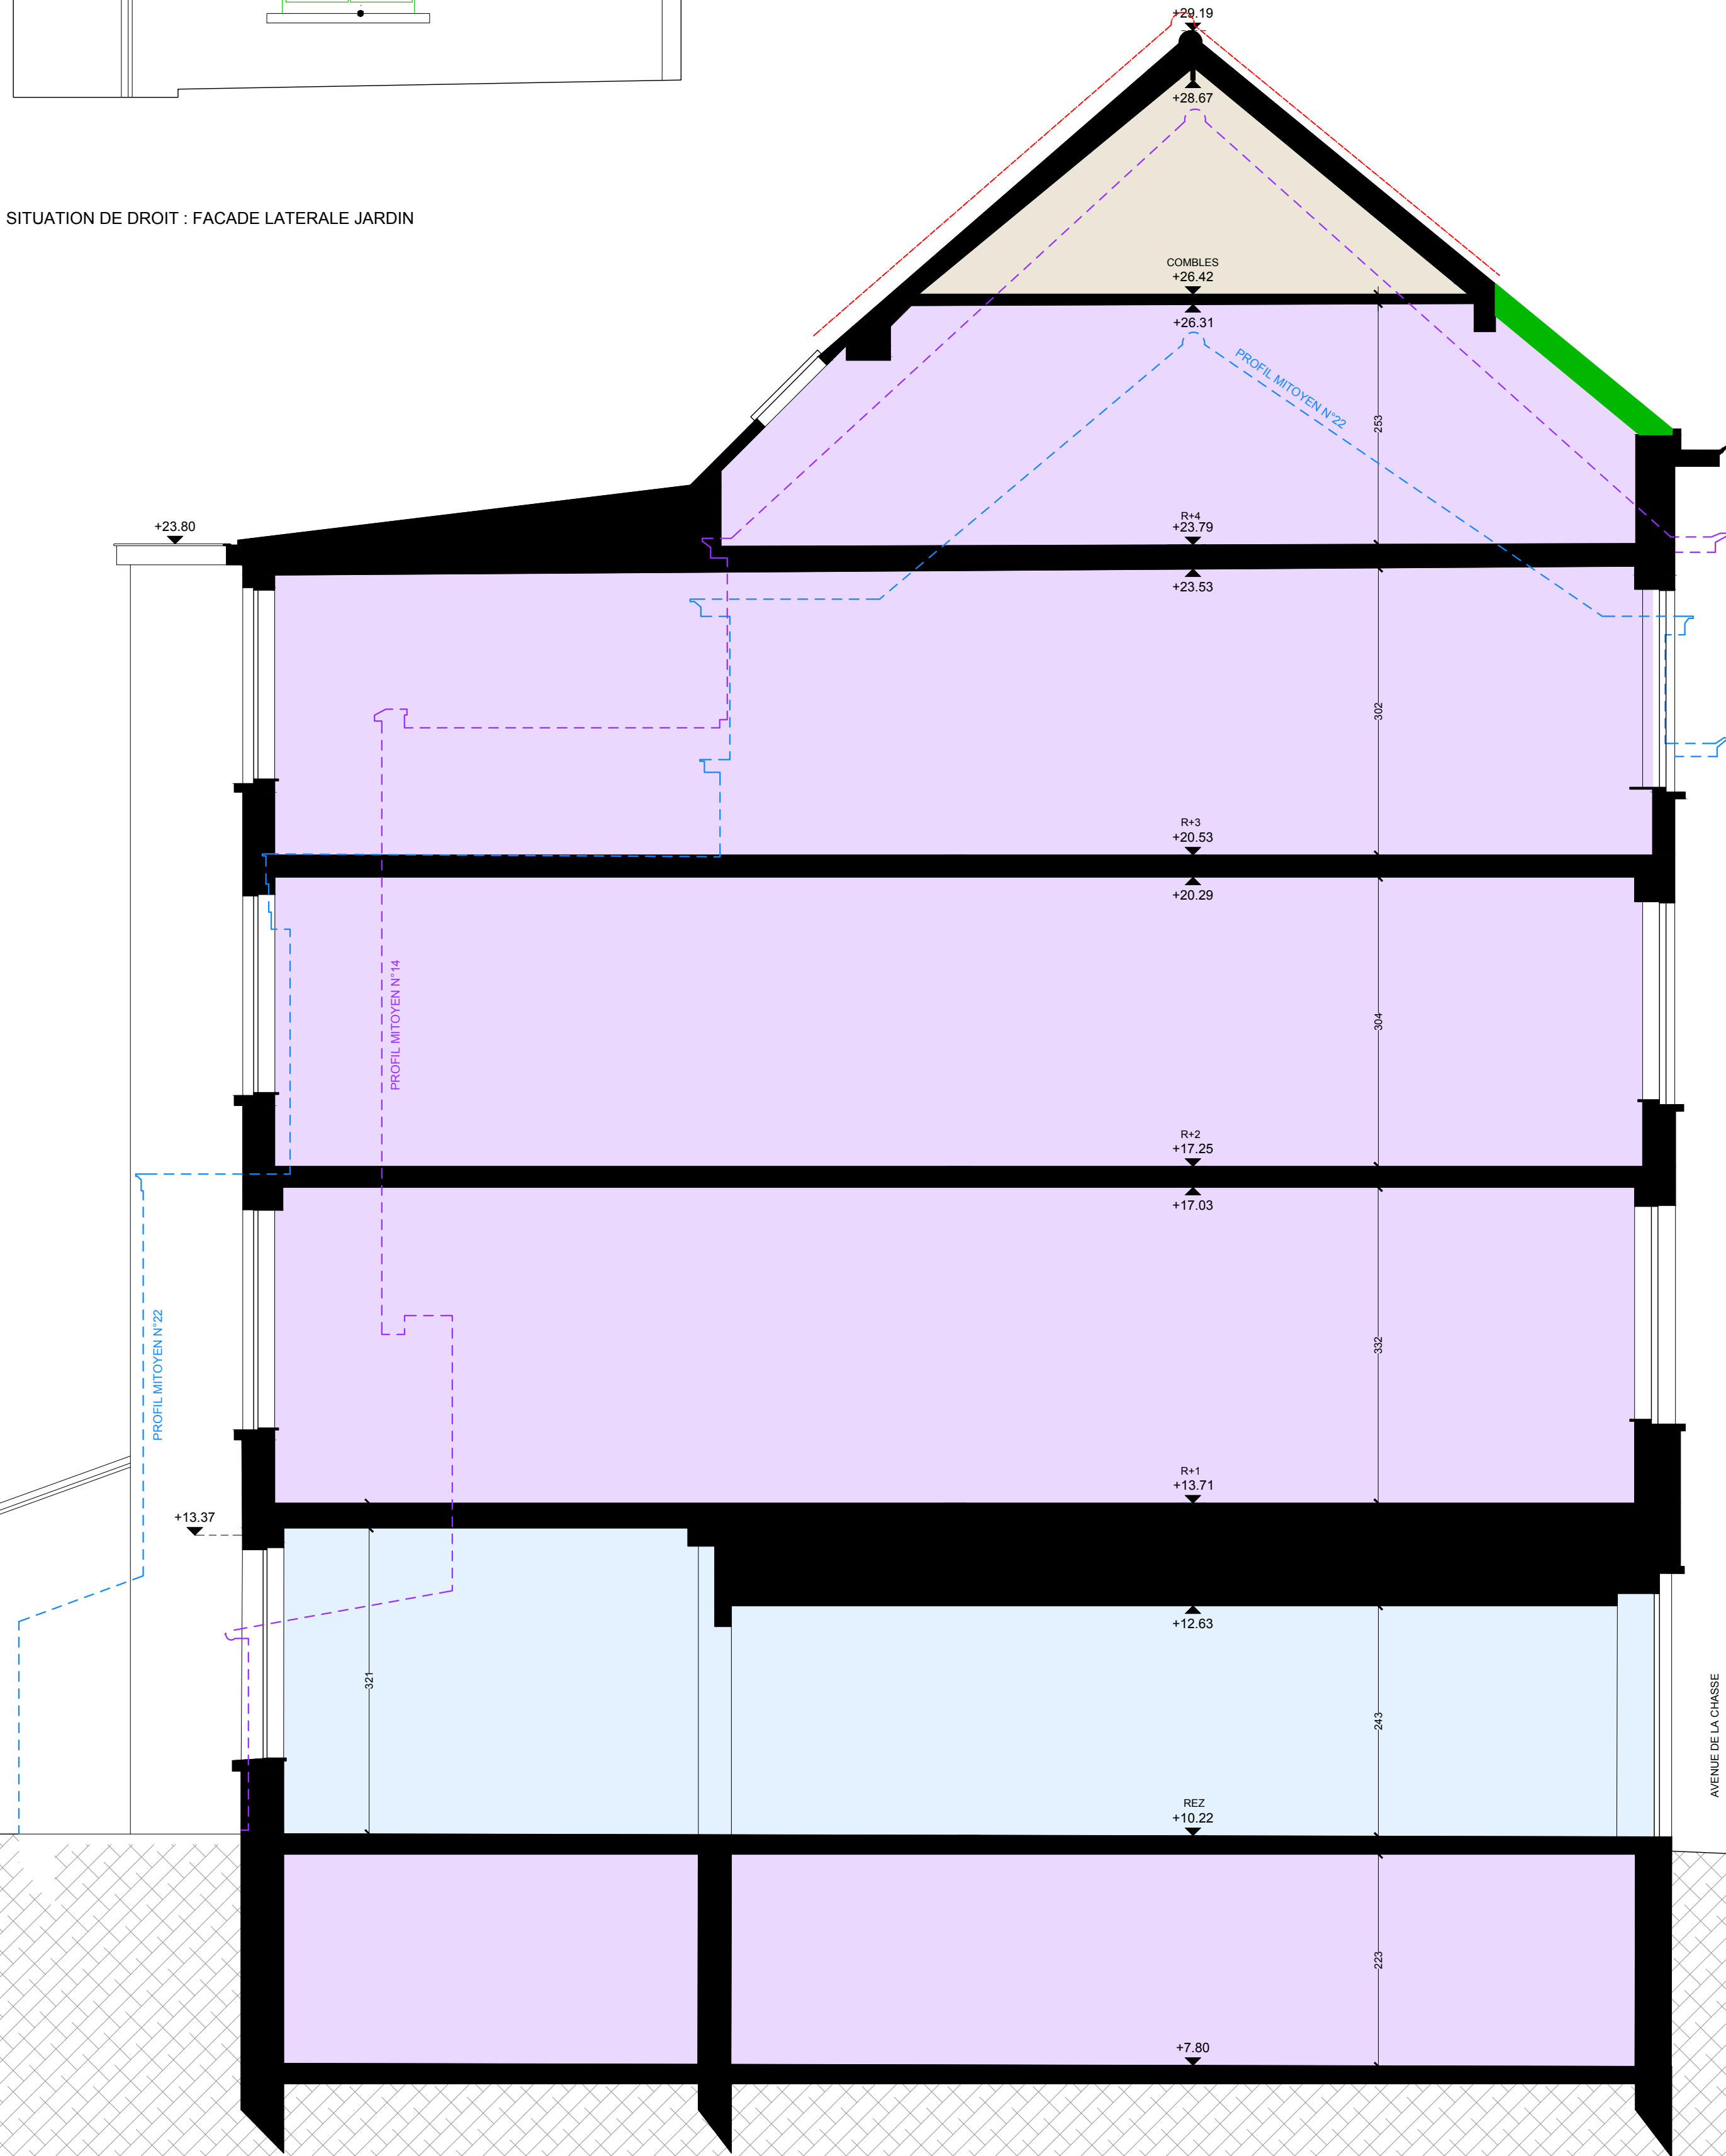 +29.19
+28.67
SITUATION DE DROIT : FACADE LATERALE JARDIN
COMBLES
+26.42
+26.31
PROFIL MITOYEN N°22
253
+23.80
R+4
+23.79
+23.53
302
R+3
+20.53
+20.29
PROFIL MITOYEN N°14
304
R+2
+17.25
+17.03
PROFIL MITOYEN N°22
332
R+1
+13.71
+13.37
+12.63
321
243
AVENUE DE LA CHASSE
REZ
+10.22
223
+7.80